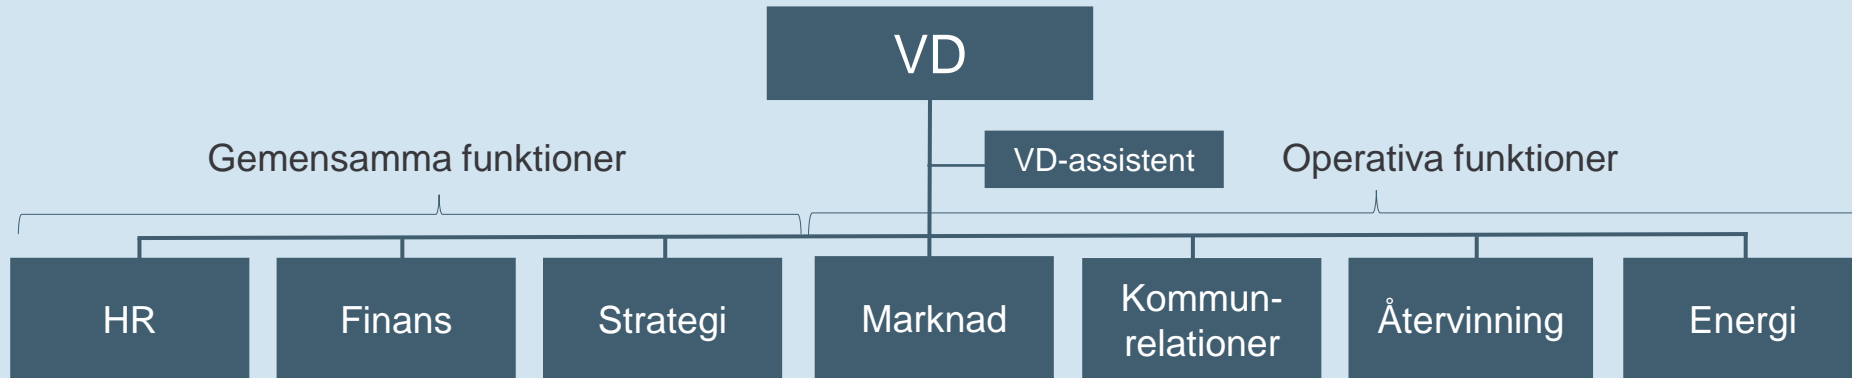 VD
Gemensamma funktioner
VD-assistent
Operativa funktioner
HR
Finans
Strategi
Marknad
Kommun-
relationer
Återvinning
Energi